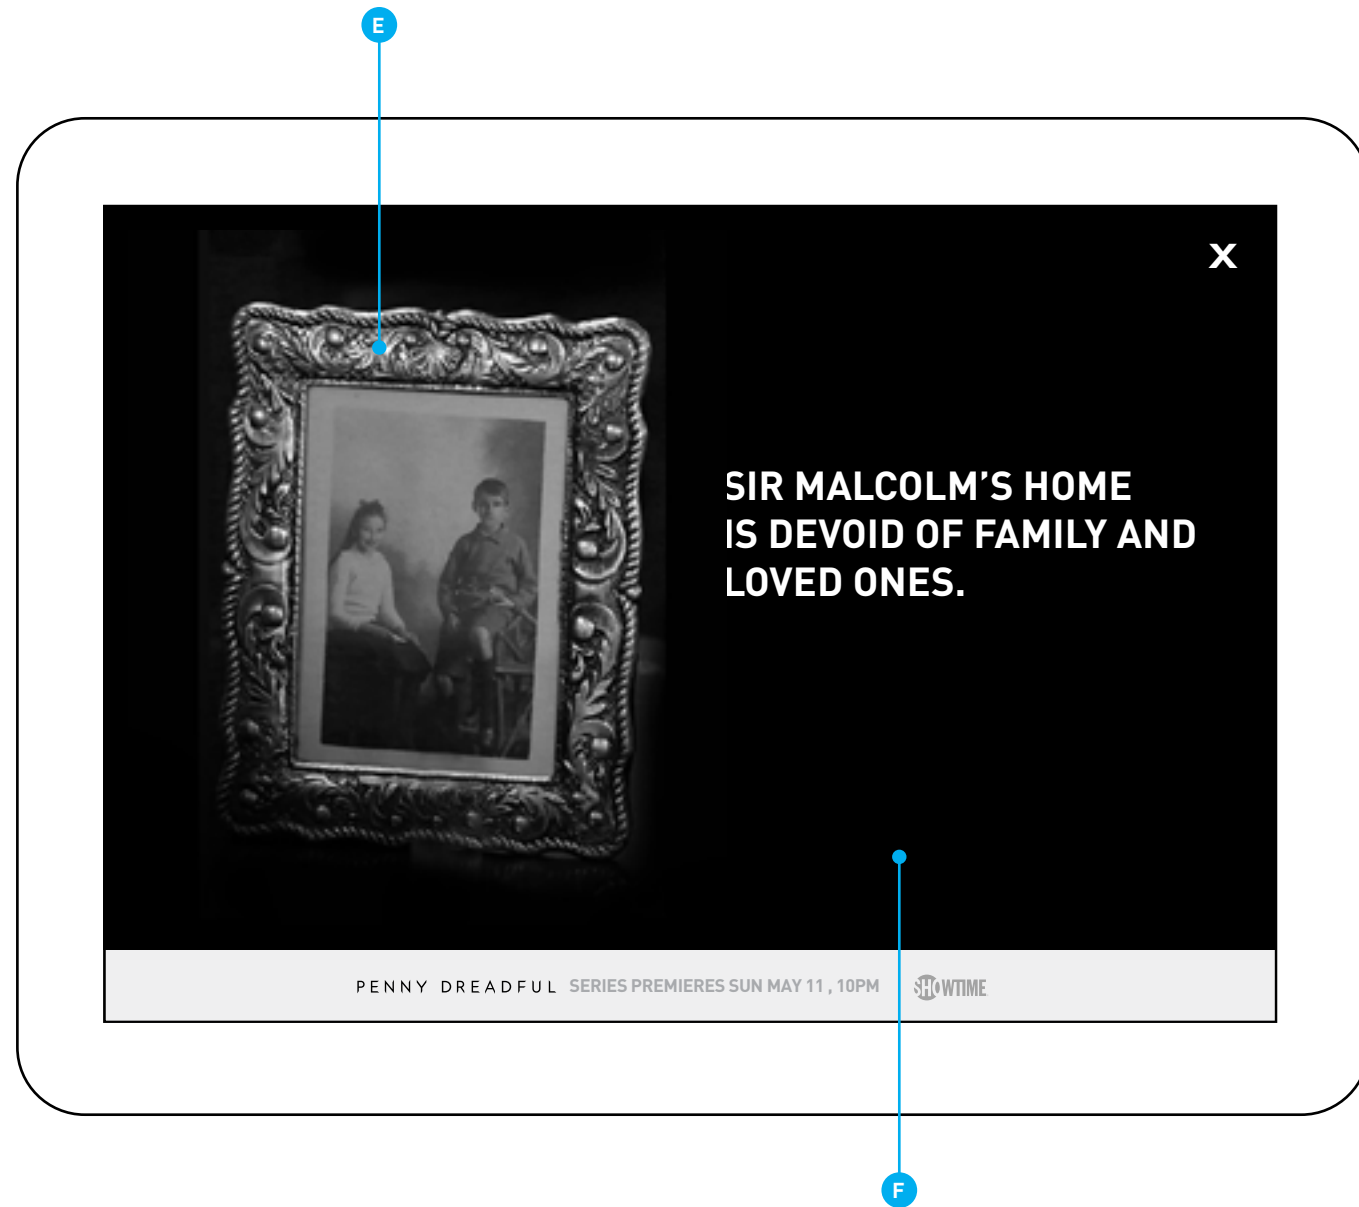 E
X
SIR MALCOLM’S HOME
IS DEVOID OF FAMILY AND
LOVED ONES.
PENNY DREADFUL SERIES PREMIERES SUN MAY 11 , 10PM SHOWTIME
F